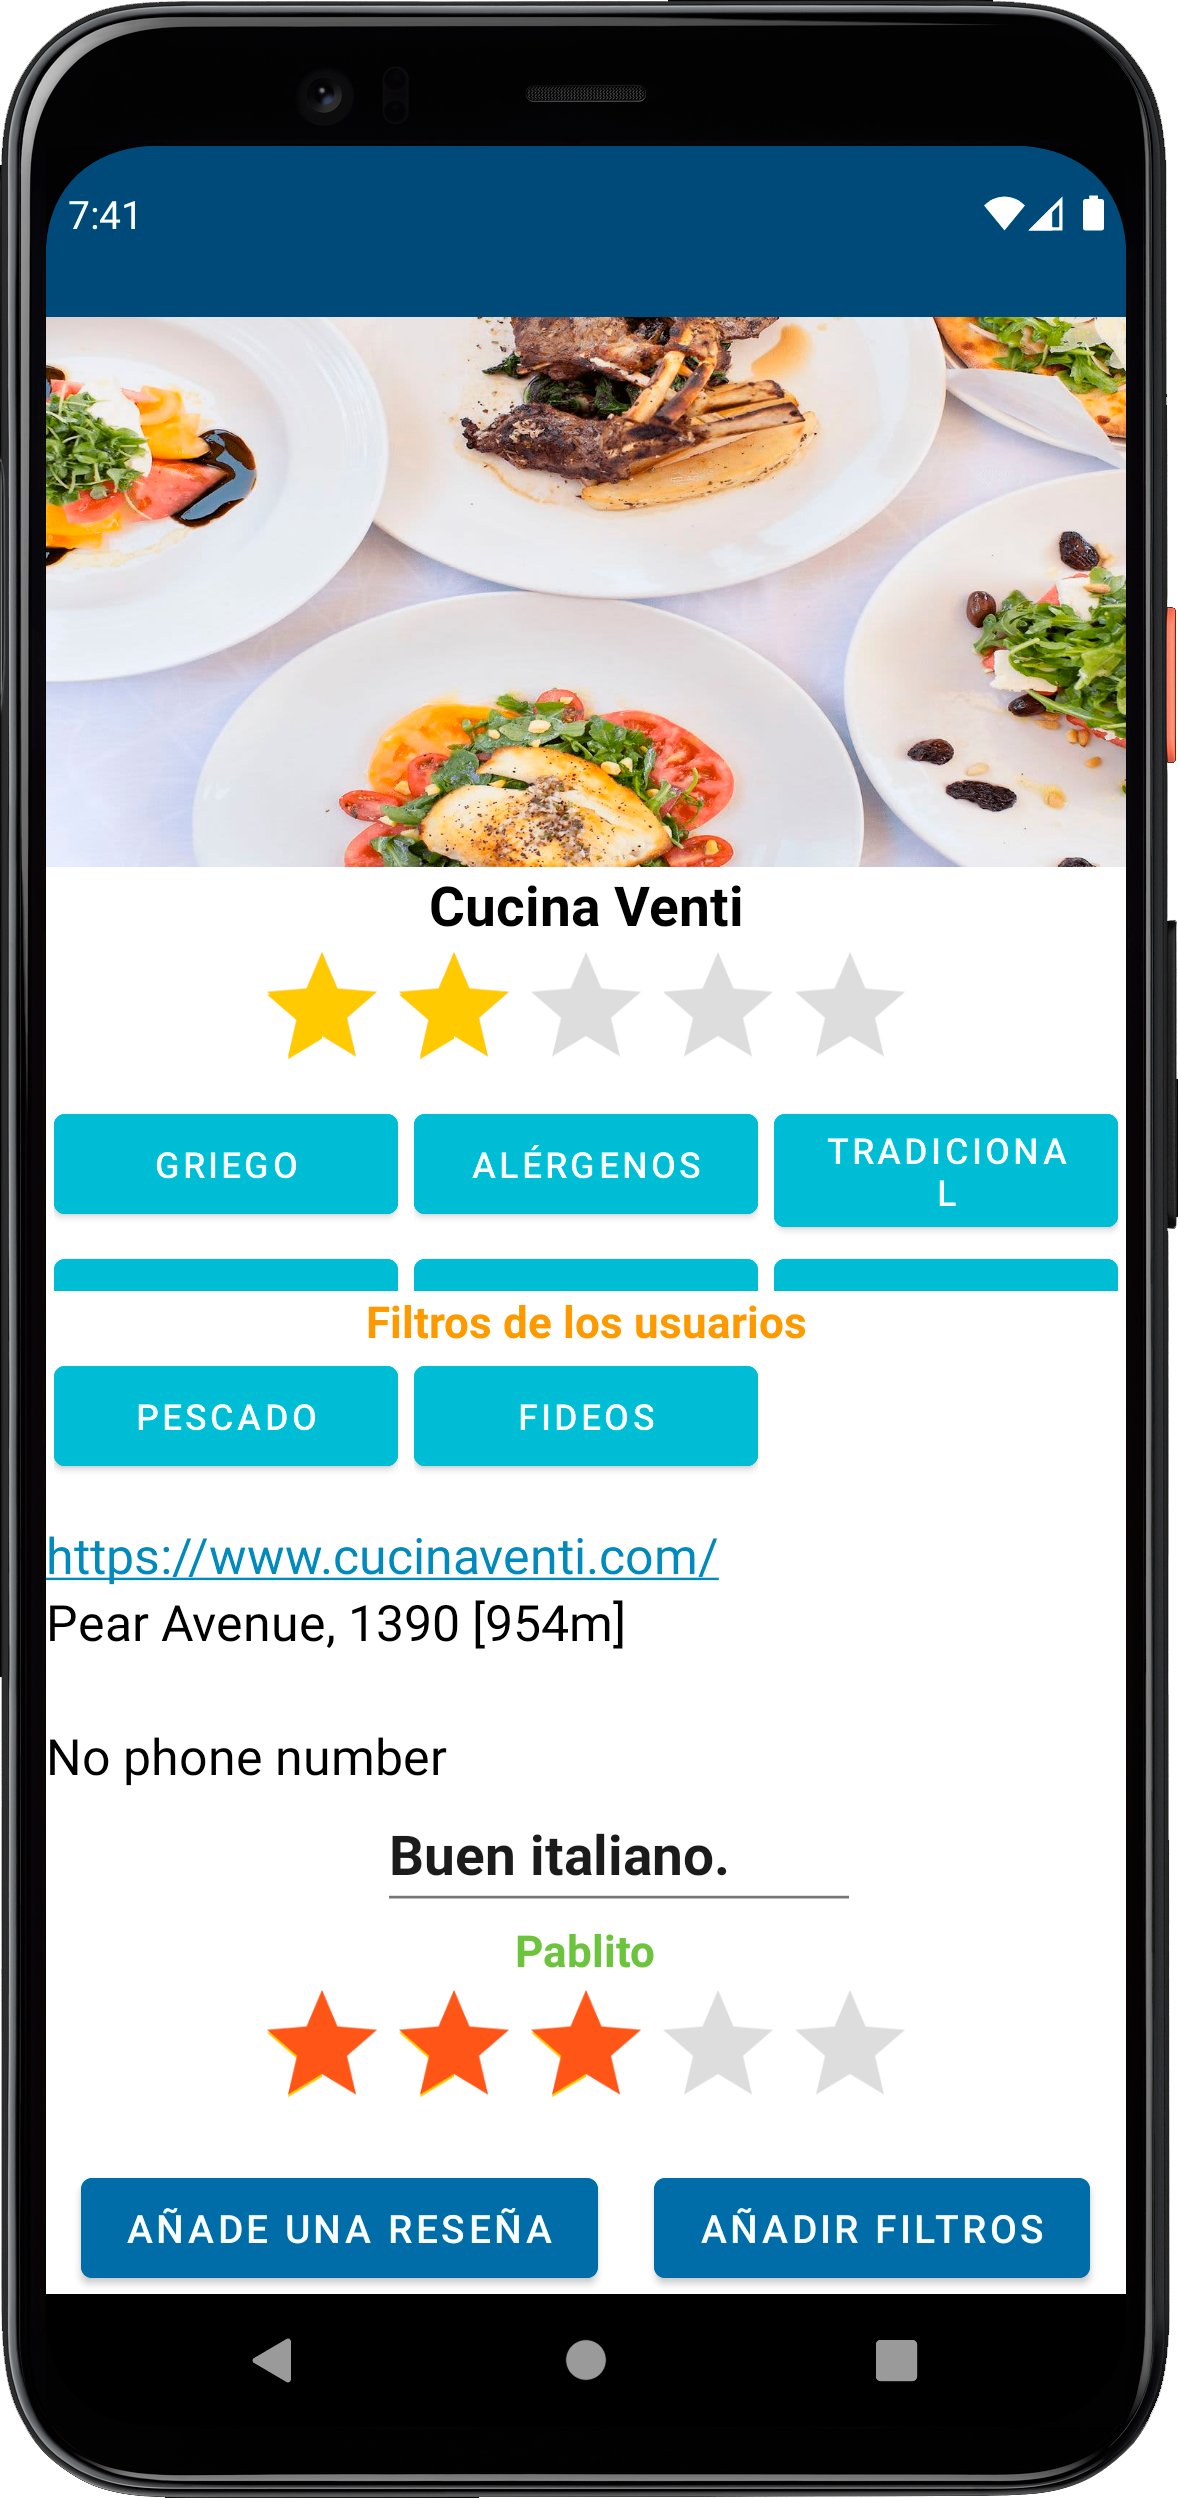 7:41
Cucina Venti
GRIEGO
ALÉRGENOS
TRADICIONA
L
Filtros de los usuarios
PESCADO
FIDEOS
https://www.cucinaventi.com/
Pear Avenue, 1390 [954m]
No phone number
Buen italiano.
Pablito
AÑADE UNA RESEÑA
AÑADIR FILTROS